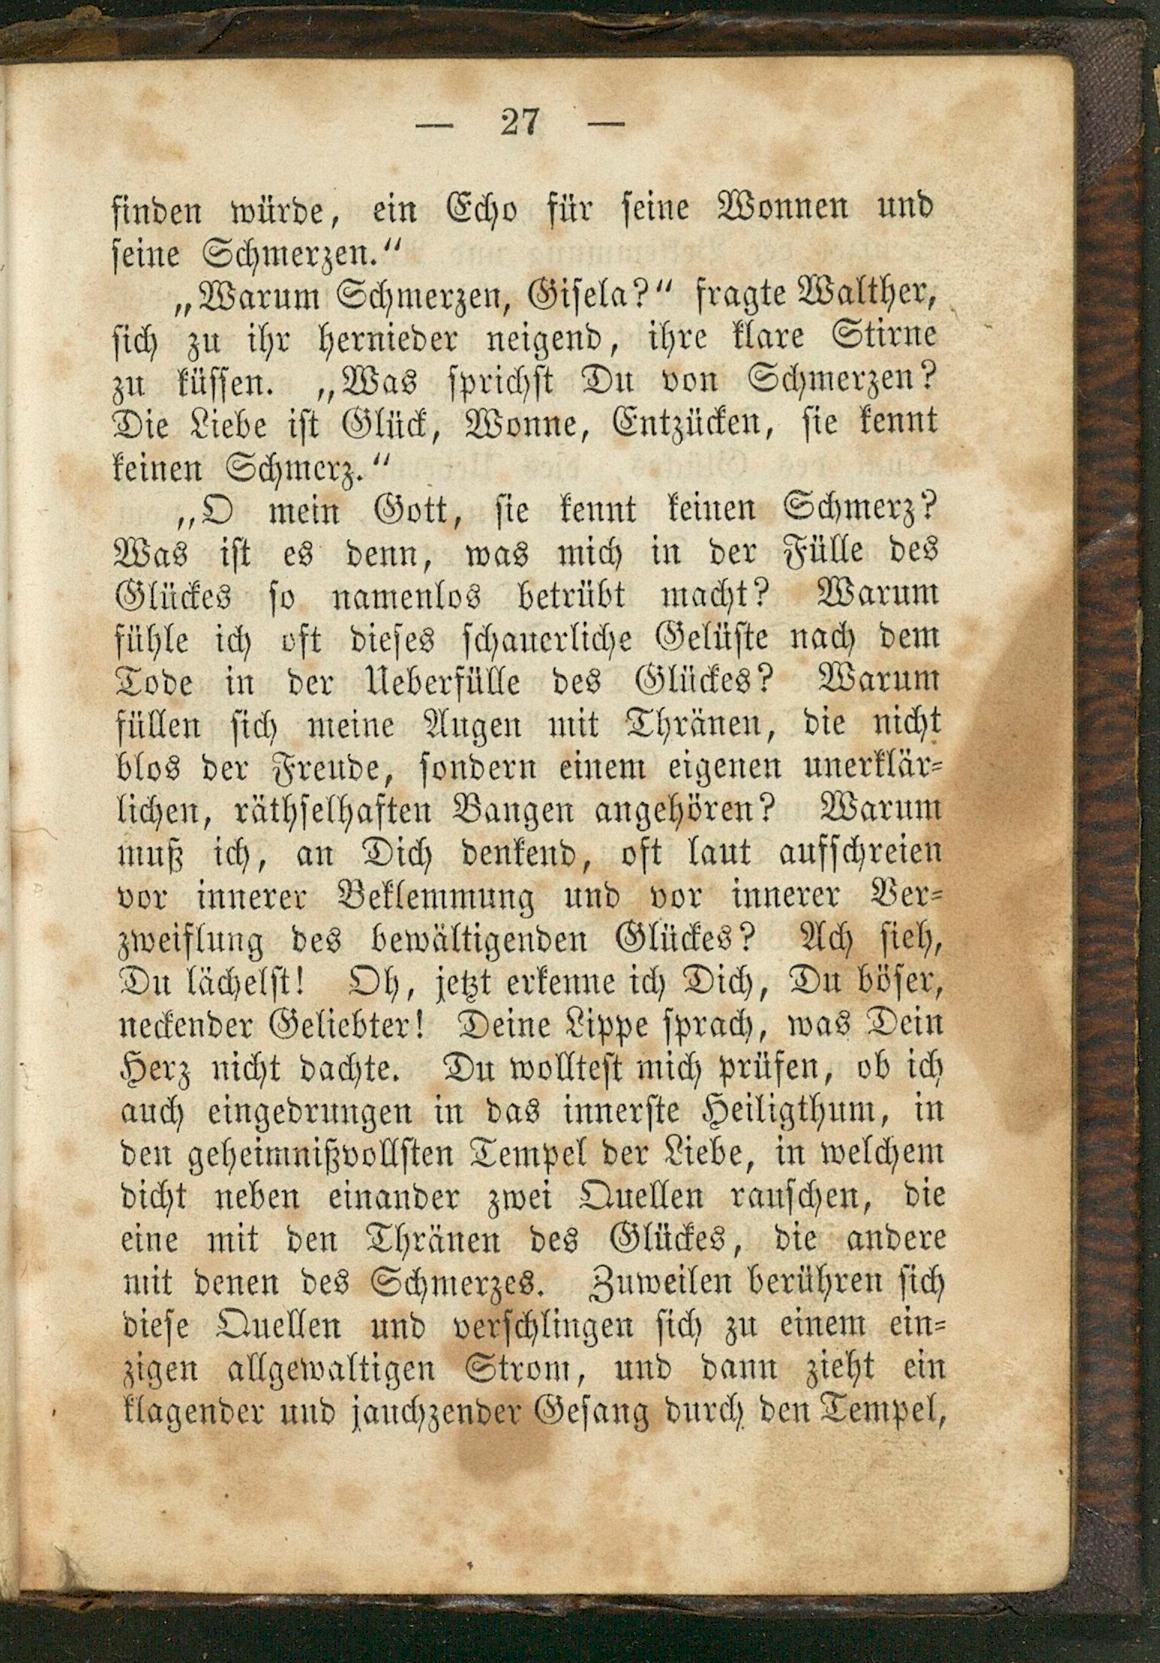 — 27 —
finden würde, ein Echo für seine Wonnen und
seine Schmerzen.“
„Warum Schmerzen, Gisela?“ fragte Walther,
sich zu ihr hernieder neigend, ihre klare Stirne
zu küssen. „Was sprichst Du von Schmerzen?
Die Liebe ist Glück, Wonne, Entzücken, sie kennt
keinen Schmerz.“
„O mein Gott, sie kennt keinen Schmerz?
Was ist es denn, was mich in der Fülle des
Glückes so namenlos betrübt macht? Warum
fühle ich oft dieses schauerliche Gelüste nach dem
Tode in der Ueberfülle des Glückes? Warum
füllen sich meine Augen mit Thränen, die nicht
blos der Freude, sondern einem eigenen unerklär-
lichen, räthselhaften Bangen angehören? Warum
muß ich, an Dich denkend, oft laut aufschreien
vor innerer Beklemmung und vor innerer Ver-
zweiflung des bewältigenden Glückes? Ach sieh,
Du lächelst! Oh, jetzt erkenne ich Dich, Du böser,
neckender Geliebter! Deine Lippe sprach, was Dein
Herz nicht dachte. Du wolltest mich prüfen, ob ich
auch eingedrungen in das innerste Heiligthum, in
den geheimnißvollsten Tempel der Liebe, in welchem
dicht neben einander zwei Quellen rauschen, die
eine mit den Thränen des Glückes, die andere
mit denen des Schmerzes. Zuweilen berühren sich
diese Quellen und verschlingen sich zu einem ein-
zigen allgewaltigen Strom, und dann zieht ein
klagender und jauchzender Gesang durch den Tempel,